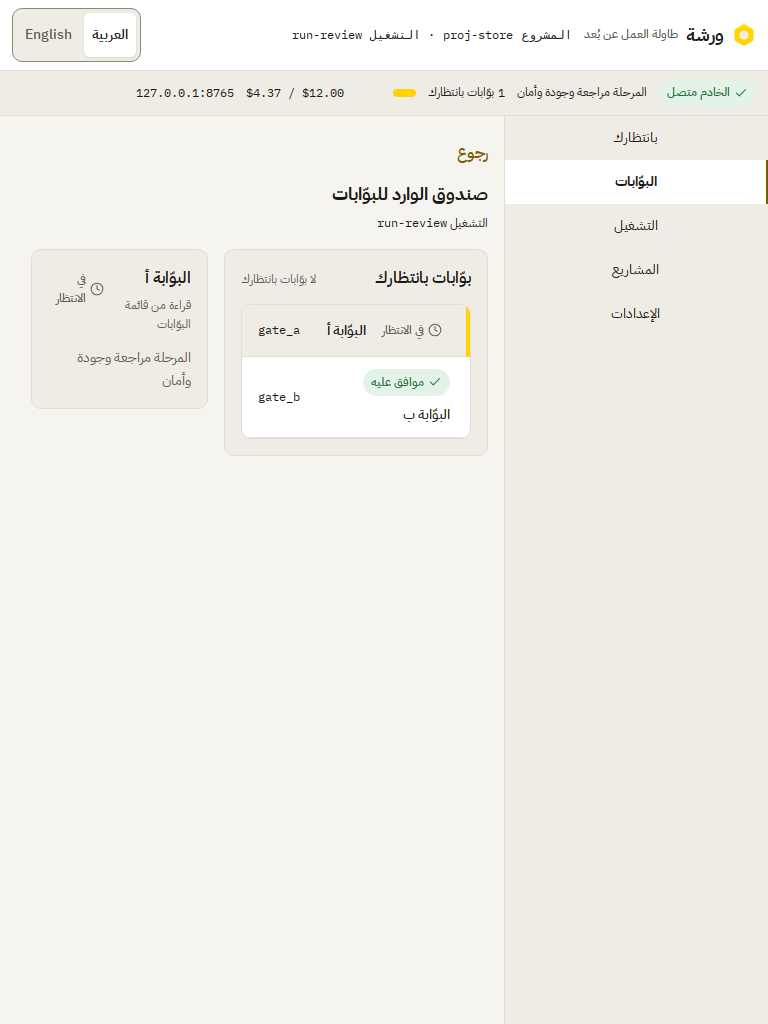 ورشة طاولة العمل عن بُعد المشروع proj-store · التشغيل run-review
العربية English
الخادم متصل المرحلة مراجعة وجودة وأمان 1 بوّابات بانتظارك $4.37 / $12.00 127.0.0.1:8765
بانتظارك
البوّابات
التشغيل
المشاريع
الإعدادات
رجوع
صندوق الوارد للبوّابات
التشغيل run-review
بوّابات بانتظارك لا بوّابات بانتظارك
في الانتظار البوّابة أ gate_a
موافق عليه
البوّابة ب
gate_b
البوّابة أ
في
الانتظار
قراءة من قائمة
البوّابات
المرحلة مراجعة وجودة
وأمان